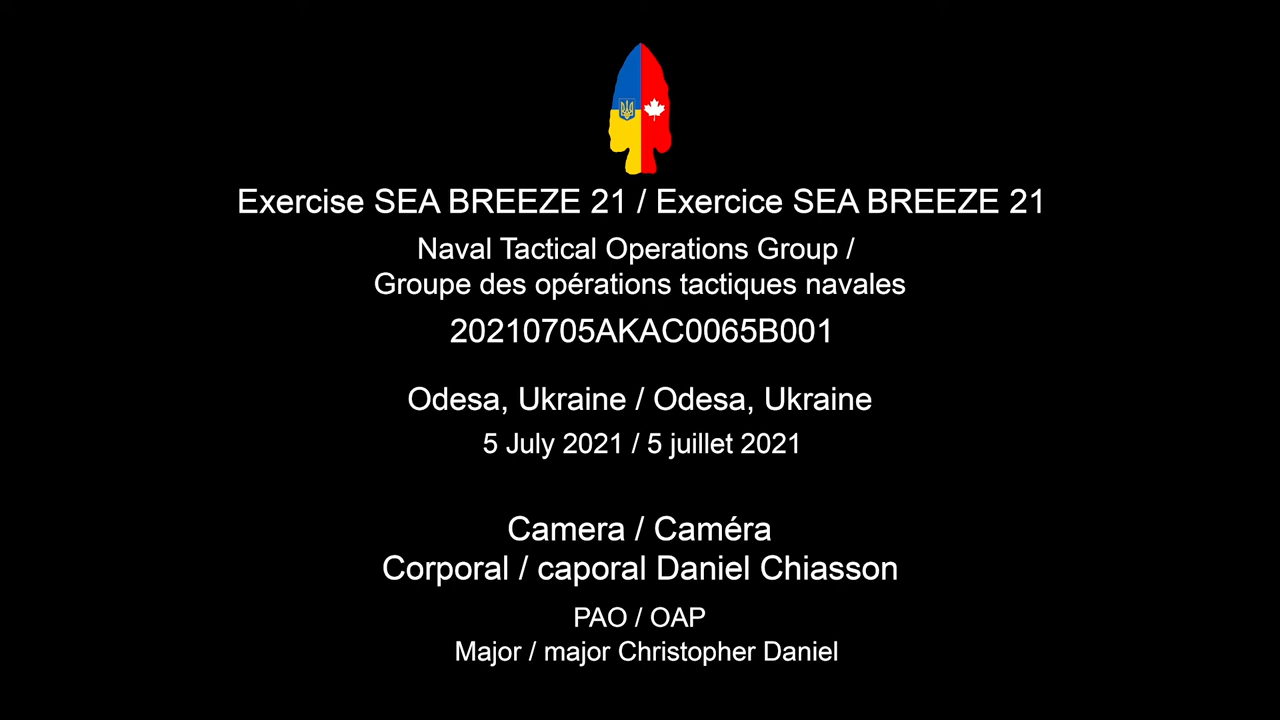 Exercise SEA BREEZE 21 / Exercice SEA BREEZE 21
Naval Tactical Operations Group /
Groupe des opérations tactiques navales
20210705AKAC0065B001
Odesa, Ukraine / Odesa, Ukraine
5 July 2021 / 5 juillet 2021
Camera / Caméra
Corporal / caporal Daniel Chiasson
PAO / OAP
Major / major Christopher Daniel